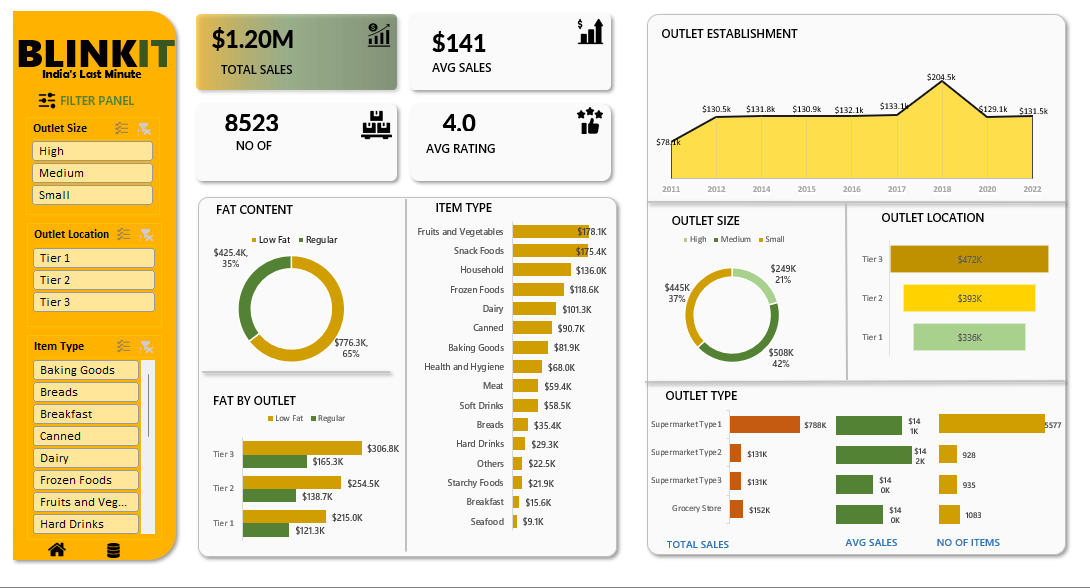 BLINKIT
India's Last Minute
FILTER PANEL
Outlet Size
High
Medium
Small
Outlet Location
Tier 1
Tier 2
Tier 3
Item Type
Baking Goods
Breads
Breakfast
Canned
Dairy
Frozen Foods
Fruits and Veg...
Hard Drinks
$1.20M
TOTAL SALES
$141
AVG SALES
8523
NO OF
4.0
AVG RATING
FAT CONTENT
Low Fat Regular
$425.4K,
35%
$776.3K,
65%
FAT BY OUTLET
Low Fat Regular
Tier 3 $306.8K
$165.3K
Tier 2 $254.5K
$138.7K
Tier 1 $215.0K
$121.3K
ITEM TYPE
Fruits and Vegetables $178.1K
Snack Foods $175.4K
Household $136.0K
Frozen Foods $118.6K
Dairy $101.3K
Canned $90.7K
Baking Goods $81.9K
Health and Hygiene $68.0K
Meat $59.4K
Soft Drinks $58.5K
Breads $35.4K
Hard Drinks $29.3K
Others $22.5K
Starchy Foods $21.9K
Breakfast $15.6K
Seafood $9.1K
OUTLET ESTABLISHMENT
$78.1k $130.5k $131.8k $130.9k $132.1k $133.1k $204.5k $129.1k $131.5k
2011 2012 2014 2015 2016 2017 2018 2020 2022
OUTLET SIZE
High Medium Small
$249K
21%
$445K
37%
$508K
42%
OUTLET LOCATION
Tier 3 $472K
Tier 2 $393K
Tier 1 $336K
OUTLET TYPE
Supermarket Type1 $788K $14 1K 5577
Supermarket Type2 $131K $14 2K 928
Supermarket Type3 $131K $14 0K 935
Grocery Store $152K $14 0K 1083
TOTAL SALES AVG SALES NO OF ITEMS